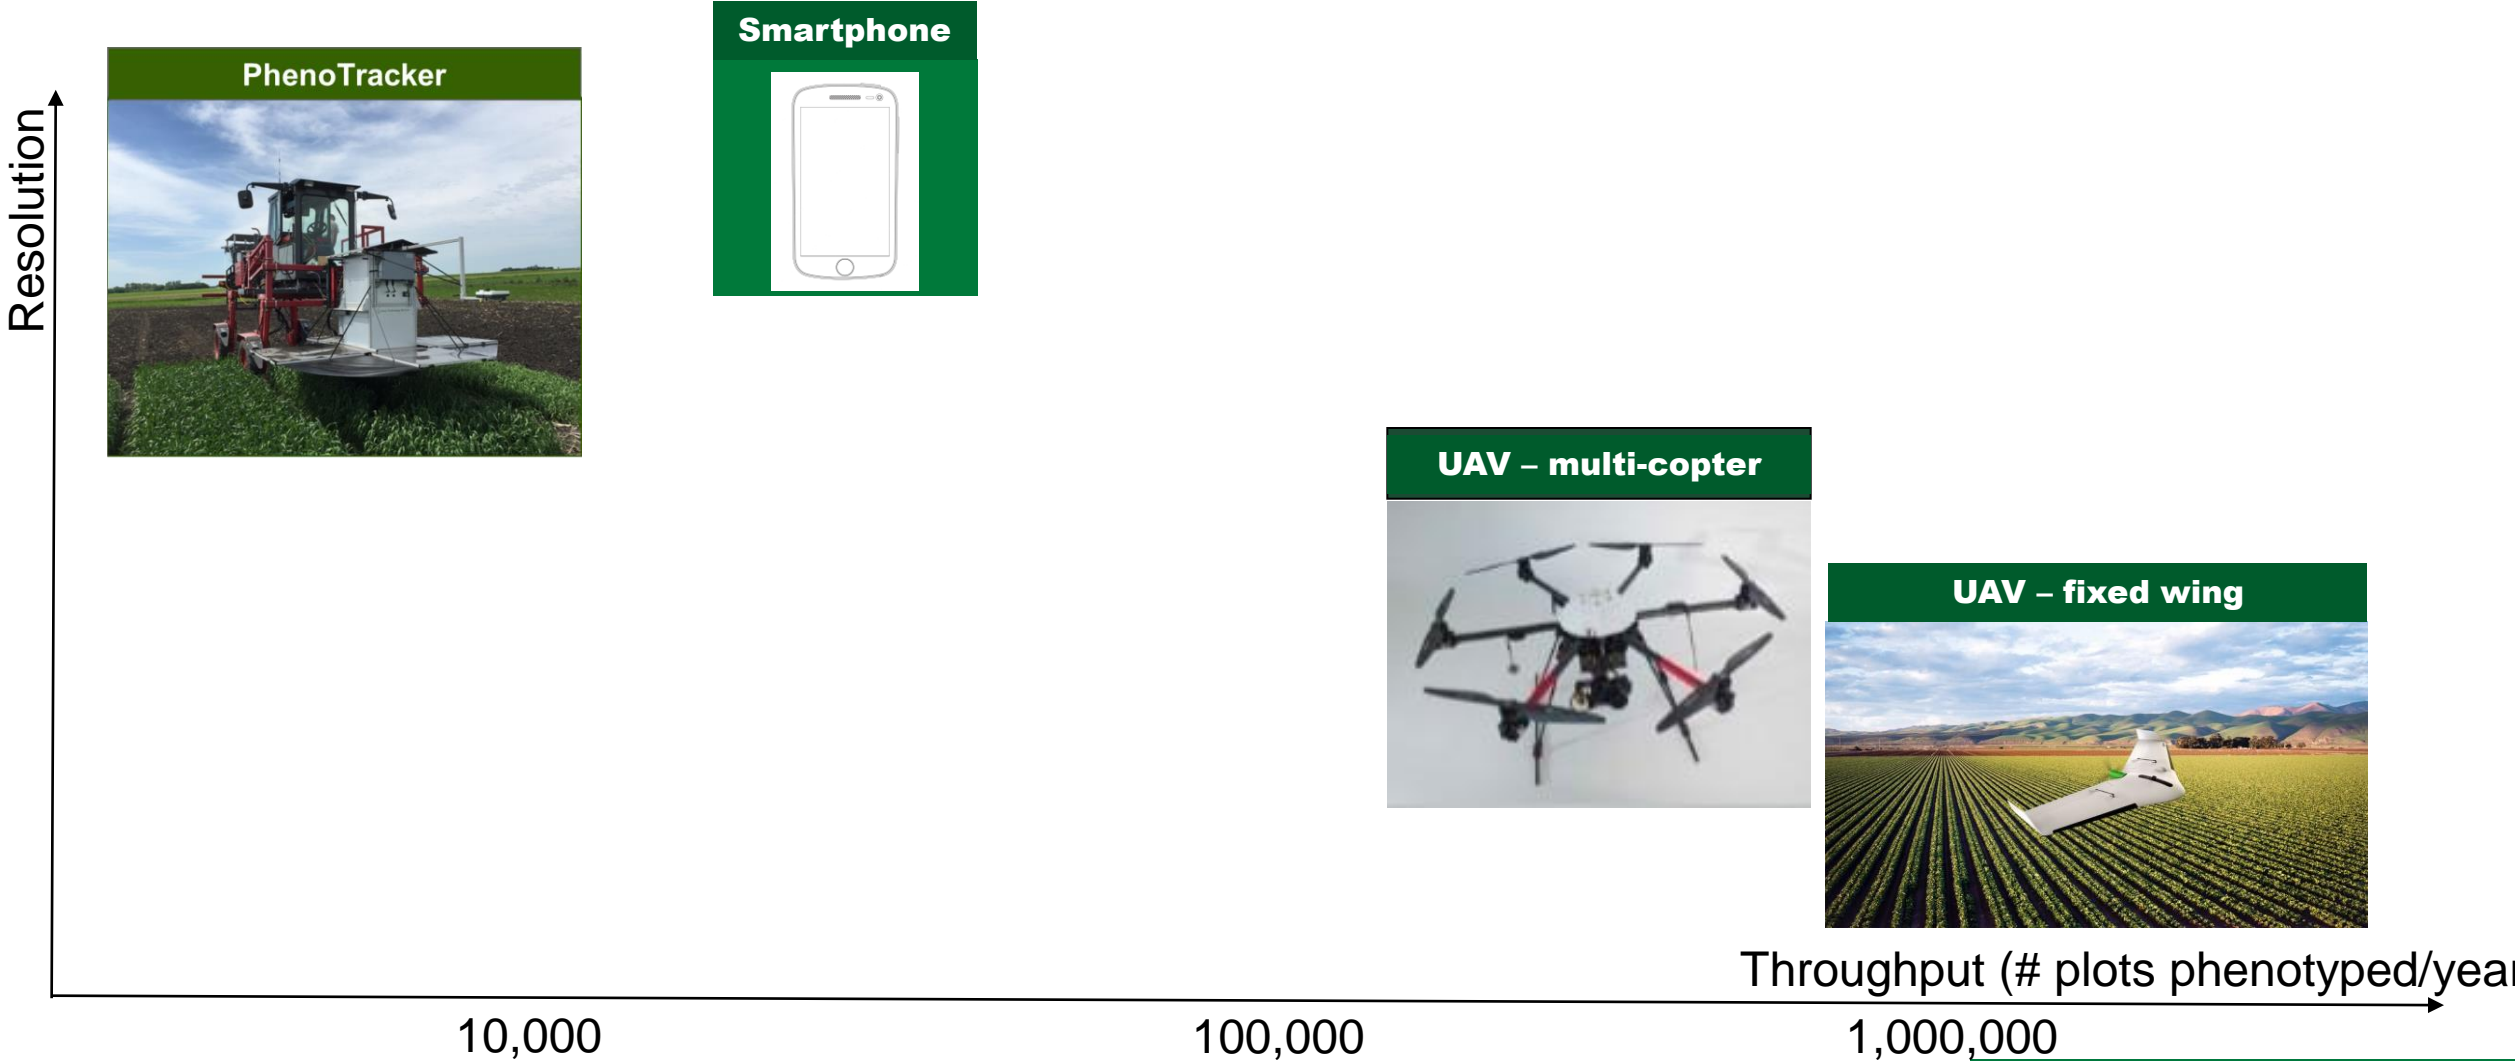 Smartphone
PhenoTracker
Resolution
UAV – multi-copter
UAV – fixed wing
Throughput (# plots phenotyped/year
10,000
100,000
1,000,000